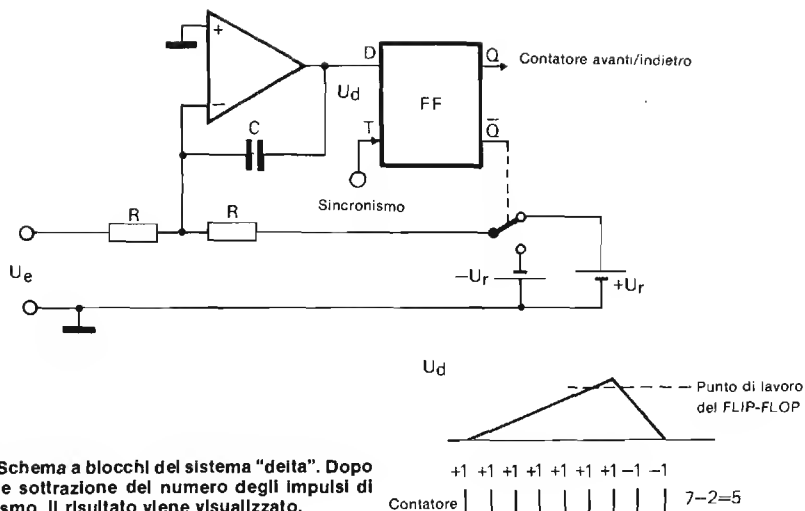 +
−
D
Q
Contatore avanti/indietro
Ud
FF
C
T
Q
Sincronismo
R
R
Ue
−Ur
+Ur
Ud
Punto di lavoro
del FLIP-FLOP
Schema a blocchi del sistema "delta". Dopo
e sottrazione del numero degli impulsi di
smo, il risultato viene visualizzato.
+1 +1 +1 +1 +1 +1 +1 −1 −1
Contatore
7−2=5